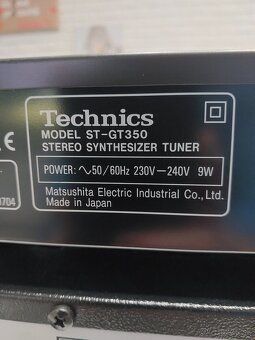 Technics
MODEL ST-GT350
STEREO SYNTHESIZER TUNER
POWER: ∿50/60Hz 230V—240V 9W
Matsushita Electric Industrial Co., Ltd.
Made in Japan